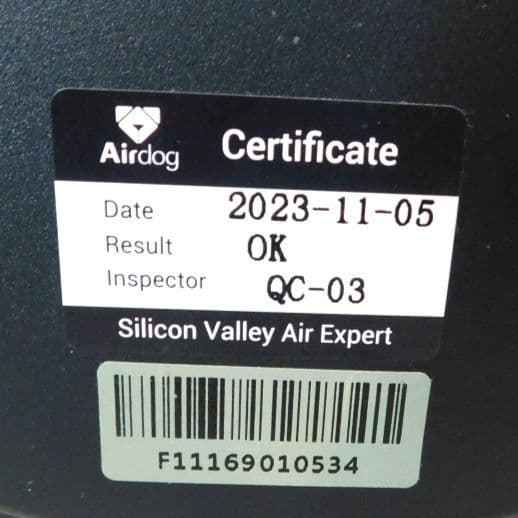 Airdog Certificate
Date 2023-11-05
Result OK
Inspector QC-03
Silicon Valley Air Expert
F11169010534